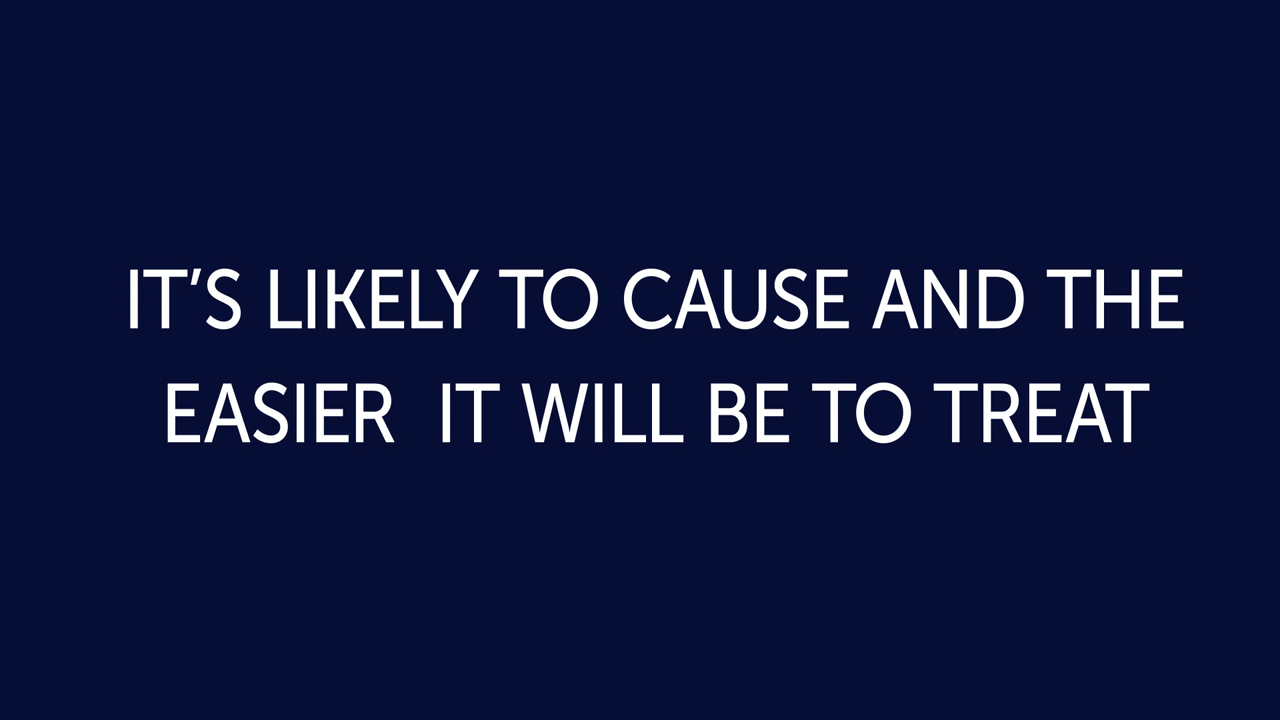 IT’S LIKELY TO CAUSE AND THE
EASIER  IT WILL BE TO TREAT